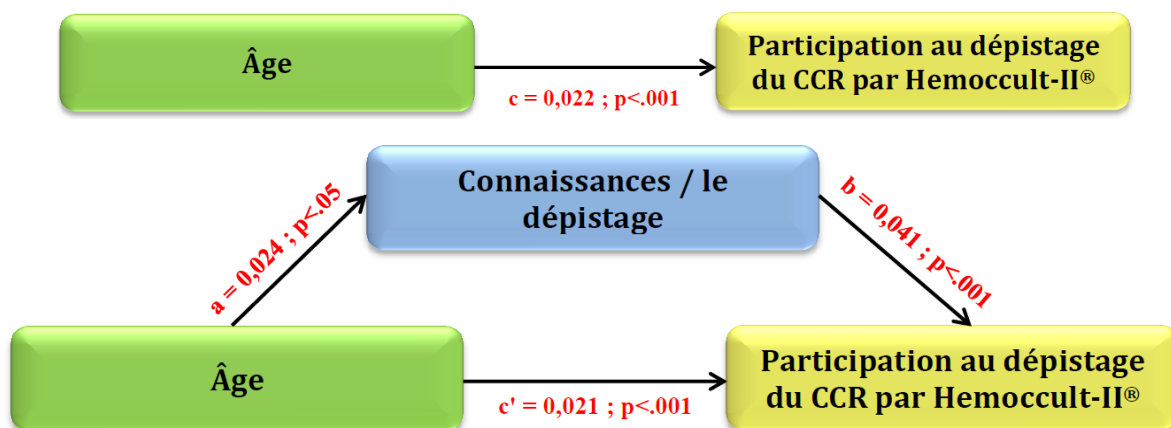 Âge
Participation au dépistage
du CCR par Hemoccult-II®
c = 0,022 ; p<.001
Connaissances / le
dépistage
a = 0,024 ; p<.05
b = 0,041 ; p<.001
Âge
Participation au dépistage
du CCR par Hemoccult-II®
c' = 0,021 ; p<.001